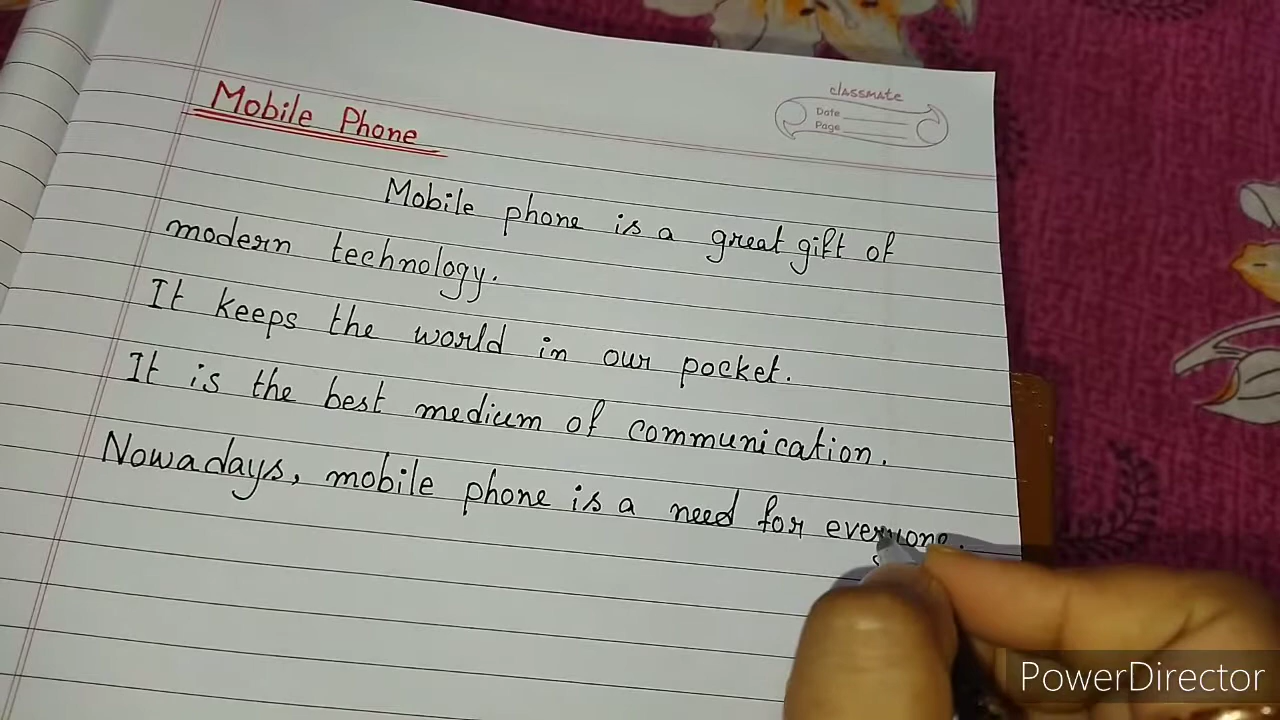 classmate
Date
Page
Mobile Phone
Mobile phone is a great gift of
modern technology.
It keeps the world in our pocket.
It is the best medium of communication.
Nowadays, mobile phone is a need for everyone.
PowerDirector